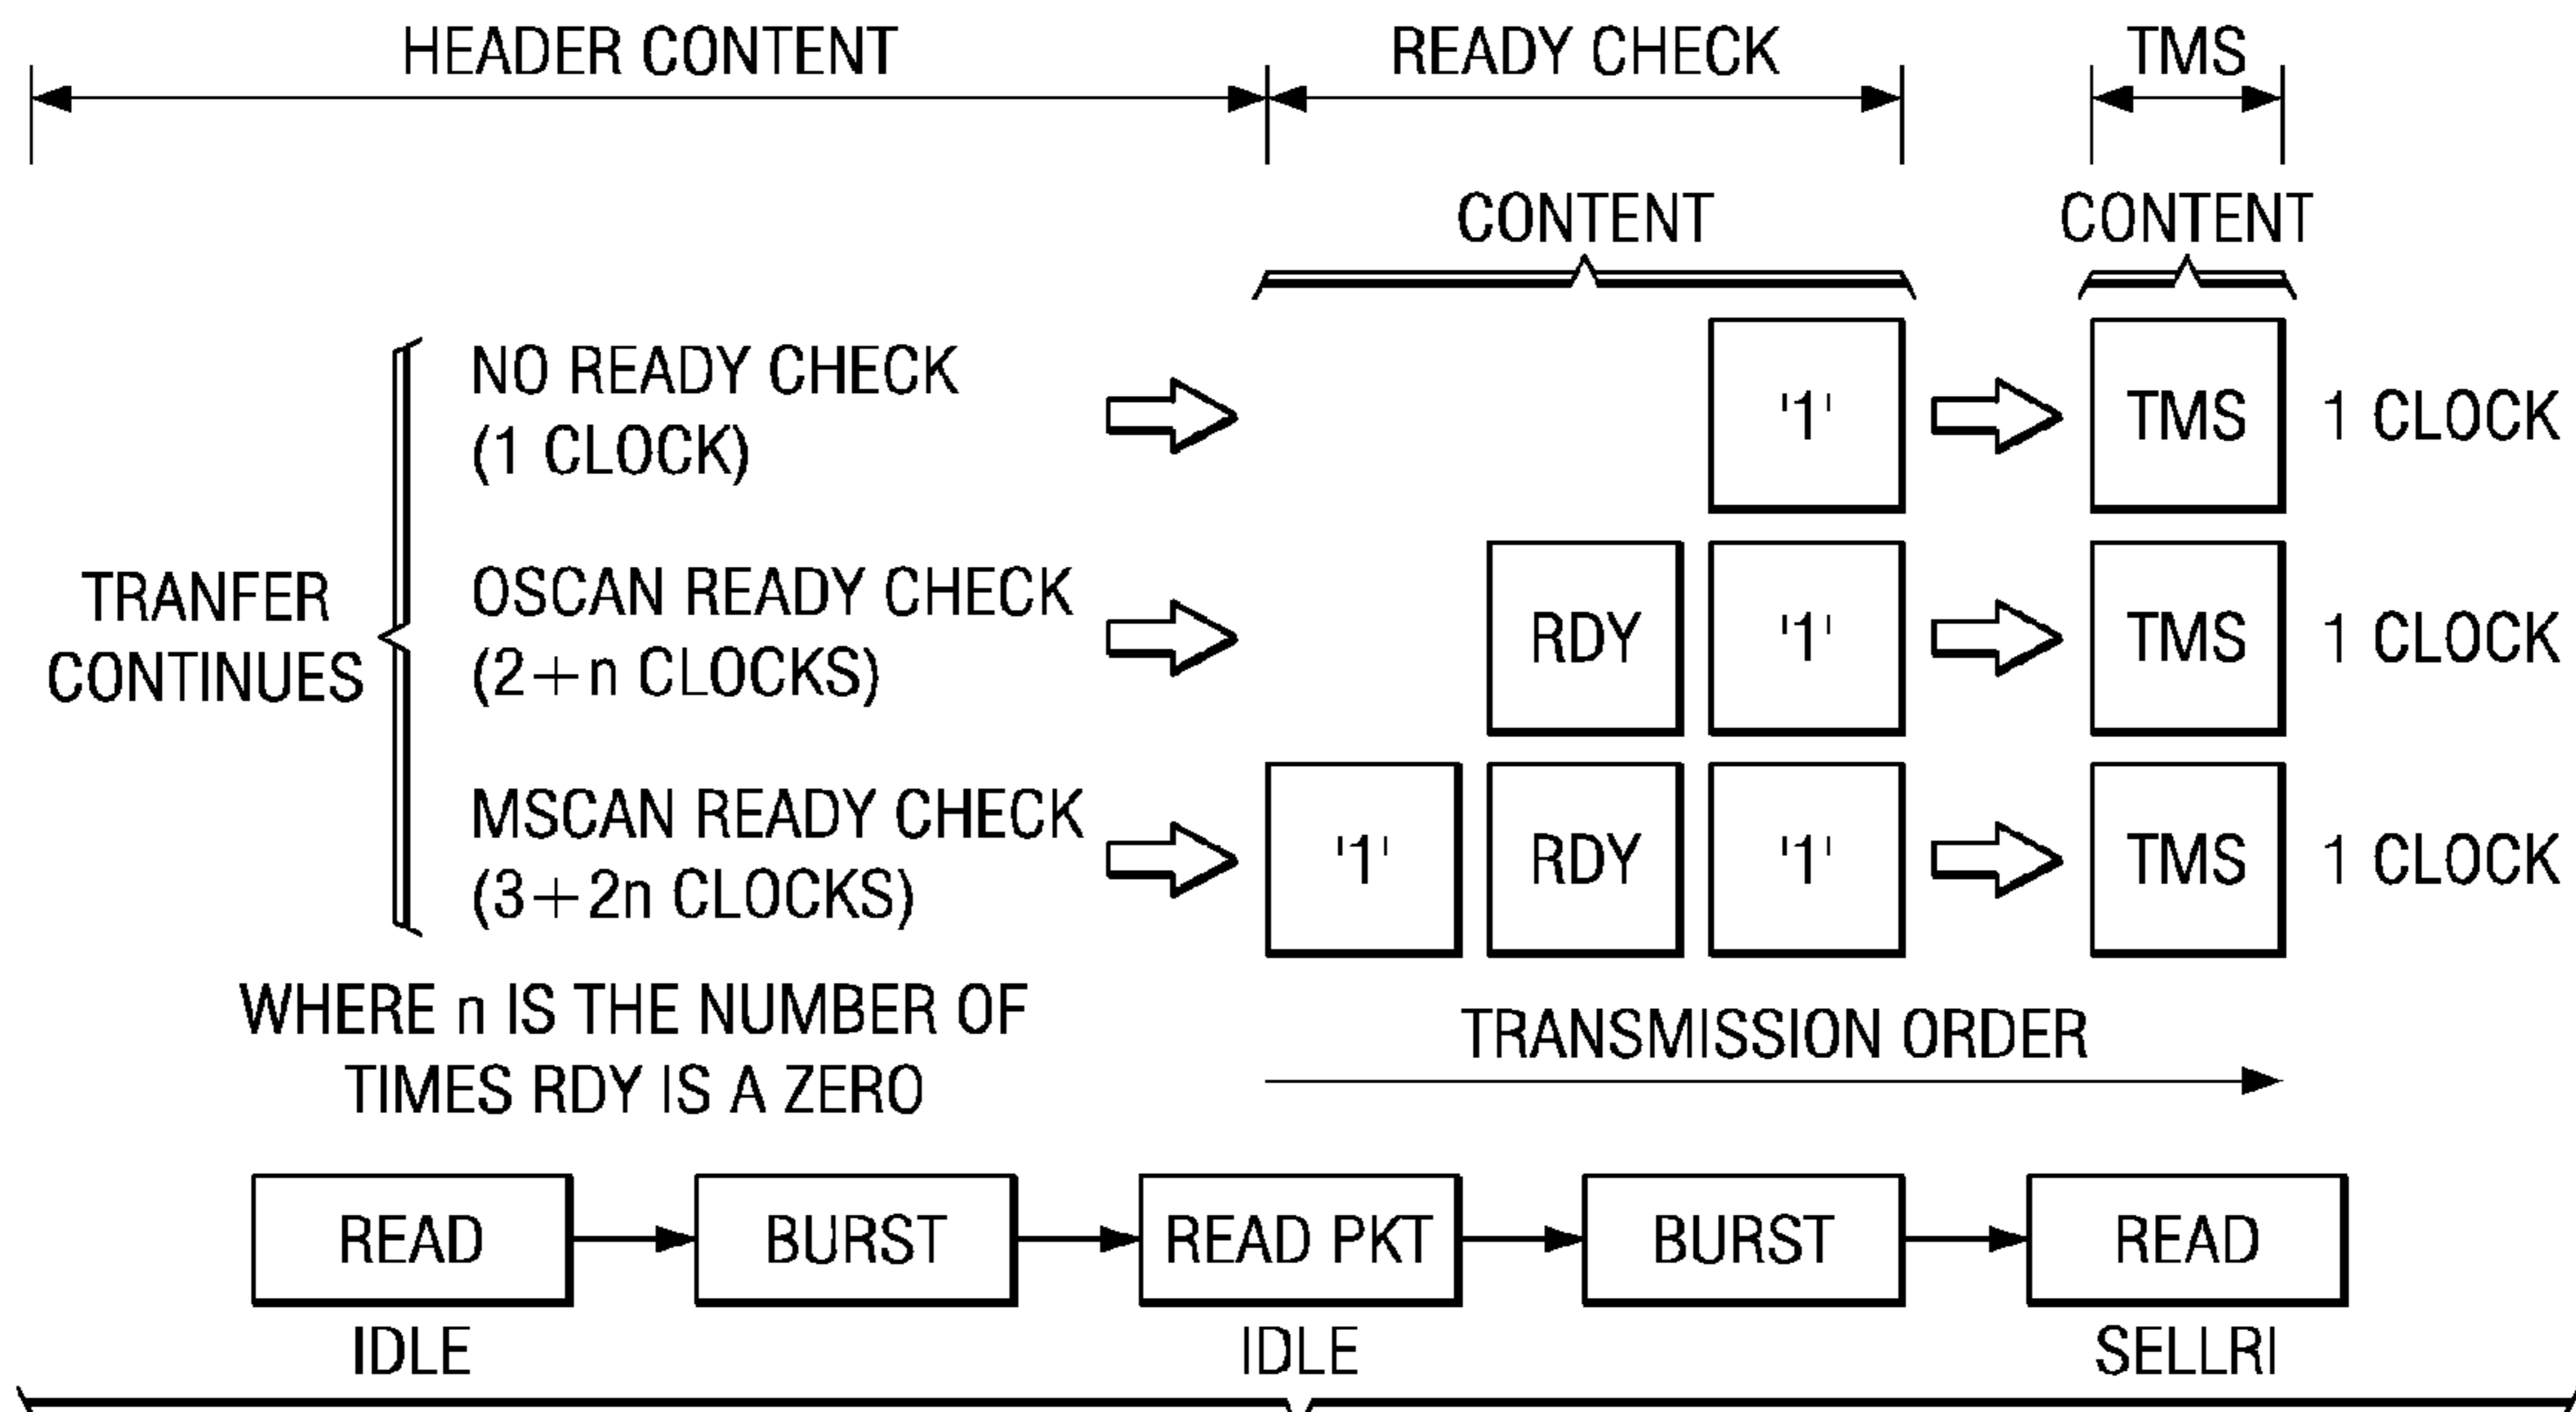 HEADER CONTENT
READY CHECK
TMS
CONTENT
CONTENT
NO READY CHECK
(1 CLOCK)
'1'
TMS
1 CLOCK
TRANFER
CONTINUES
OSCAN READY CHECK
(2+n CLOCKS)
RDY
'1'
TMS
1 CLOCK
MSCAN READY CHECK
(3+2n CLOCKS)
'1'
RDY
'1'
TMS
1 CLOCK
WHERE n IS THE NUMBER OF
TIMES RDY IS A ZERO
TRANSMISSION ORDER
READ
BURST
READ PKT
BURST
READ
IDLE
IDLE
SELLRI